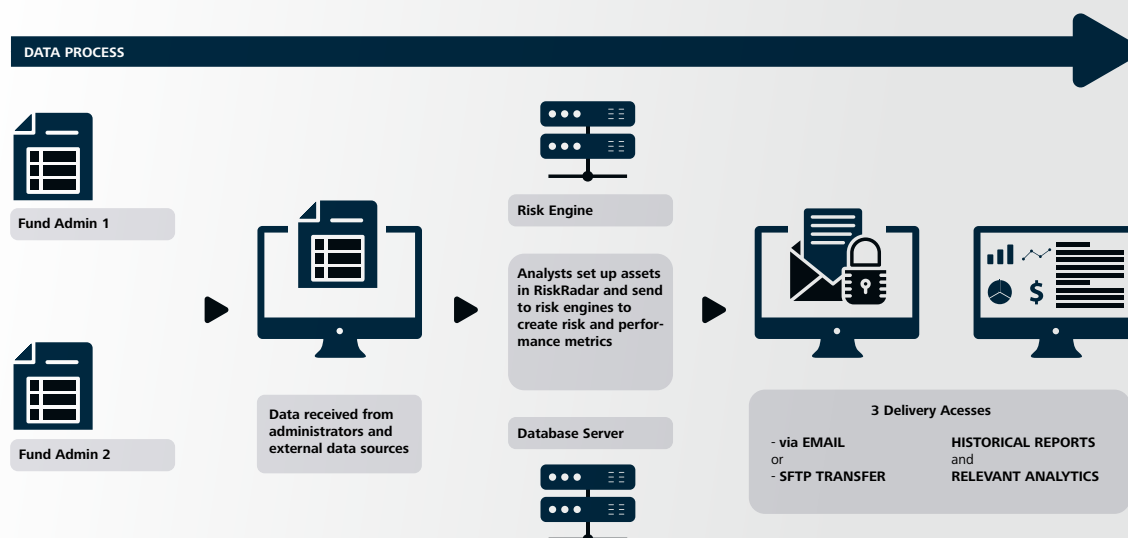 DATA PROCESS
Fund Admin 1
Fund Admin 2
Data received from
administrators and
external data sources
Risk Engine
Analysts set up assets
in RiskRadar and send
to risk engines to
create risk and perfor-
mance metrics
Database Server
3 Delivery Acesses
- via EMAIL
or
- SFTP TRANSFER
HISTORICAL REPORTS
and
RELEVANT ANALYTICS